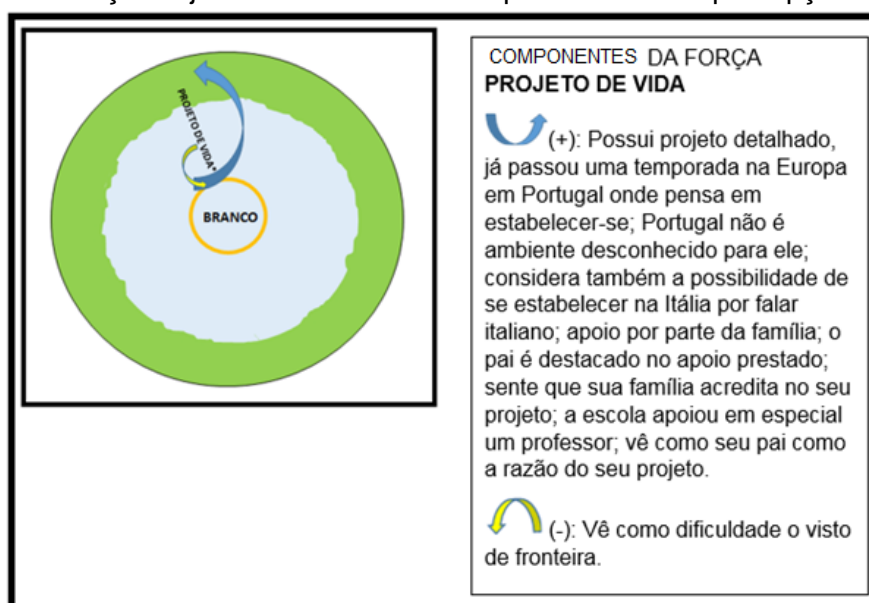 PROJETO DE VIDA*
BRANCO
COMPONENTES DA FORÇA
PROJETO DE VIDA
(+): Possui projeto detalhado,
já passou uma temporada na Europa
em Portugal onde pensa em
estabelecer-se; Portugal não é
ambiente desconhecido para ele;
considera também a possibilidade de
se estabelecer na Itália por falar
italiano; apoio por parte da família; o
pai é destacado no apoio prestado;
sente que sua família acredita no seu
projeto; a escola apoiou em especial
um professor; vê como seu pai como
a razão do seu projeto.
(-): Vê como dificuldade o visto
de fronteira.